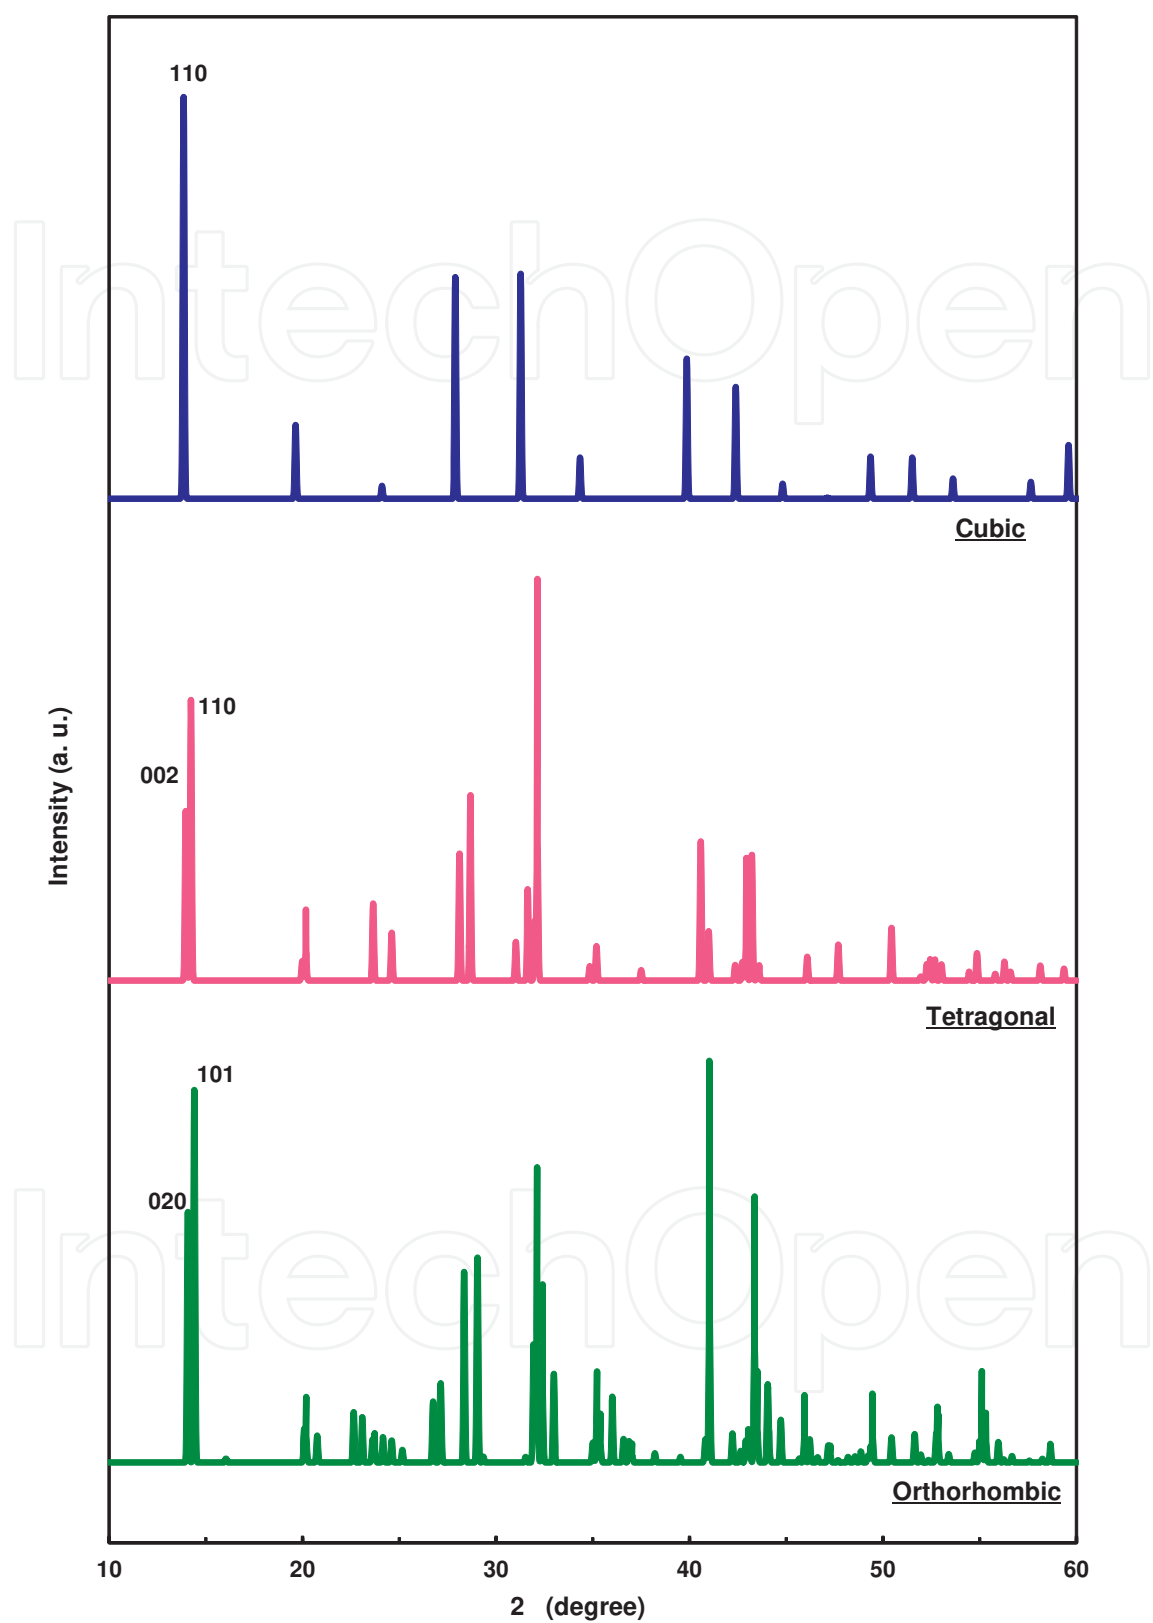 110
IntechOpen
Cubic
110
002
Intensity (a. u.)
Tetragonal
101
020
IntechOpen
Orthorhombic
10 20 30 40 50 60
2 (degree)